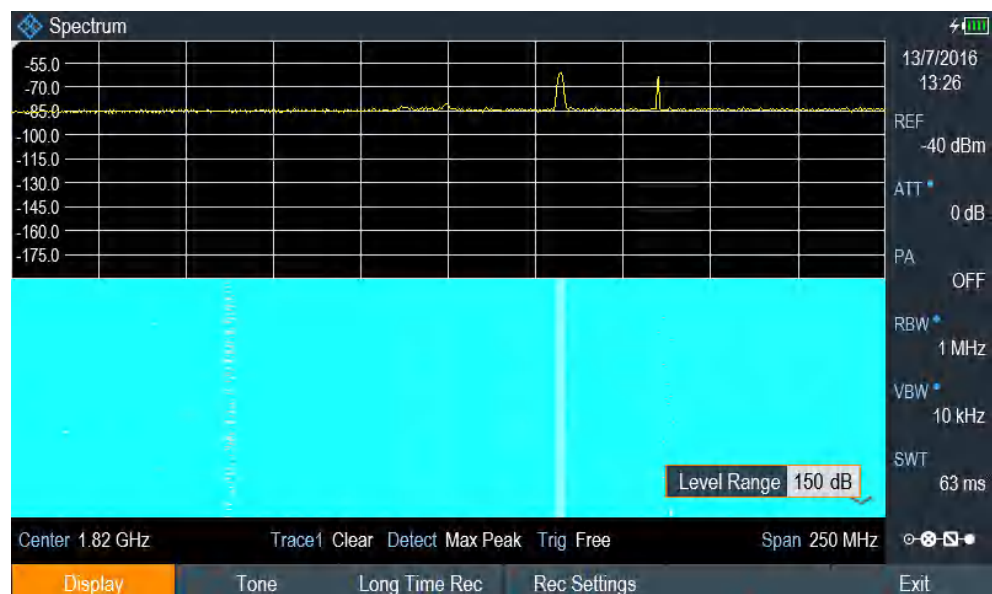 Spectrum
13/7/2016
13:26
-55.0
-70.0
-85.0
-100.0
-115.0
-130.0
-145.0
-160.0
-175.0
REF
-40 dBm
ATT
0 dB
PA
OFF
RBW
1 MHz
VBW
10 kHz
SWT
63 ms
Level Range 150 dB
Center 1.82 GHz Trace1 Clear Detect Max Peak Trig Free Span 250 MHz
Display Tone Long Time Rec Rec Settings Exit